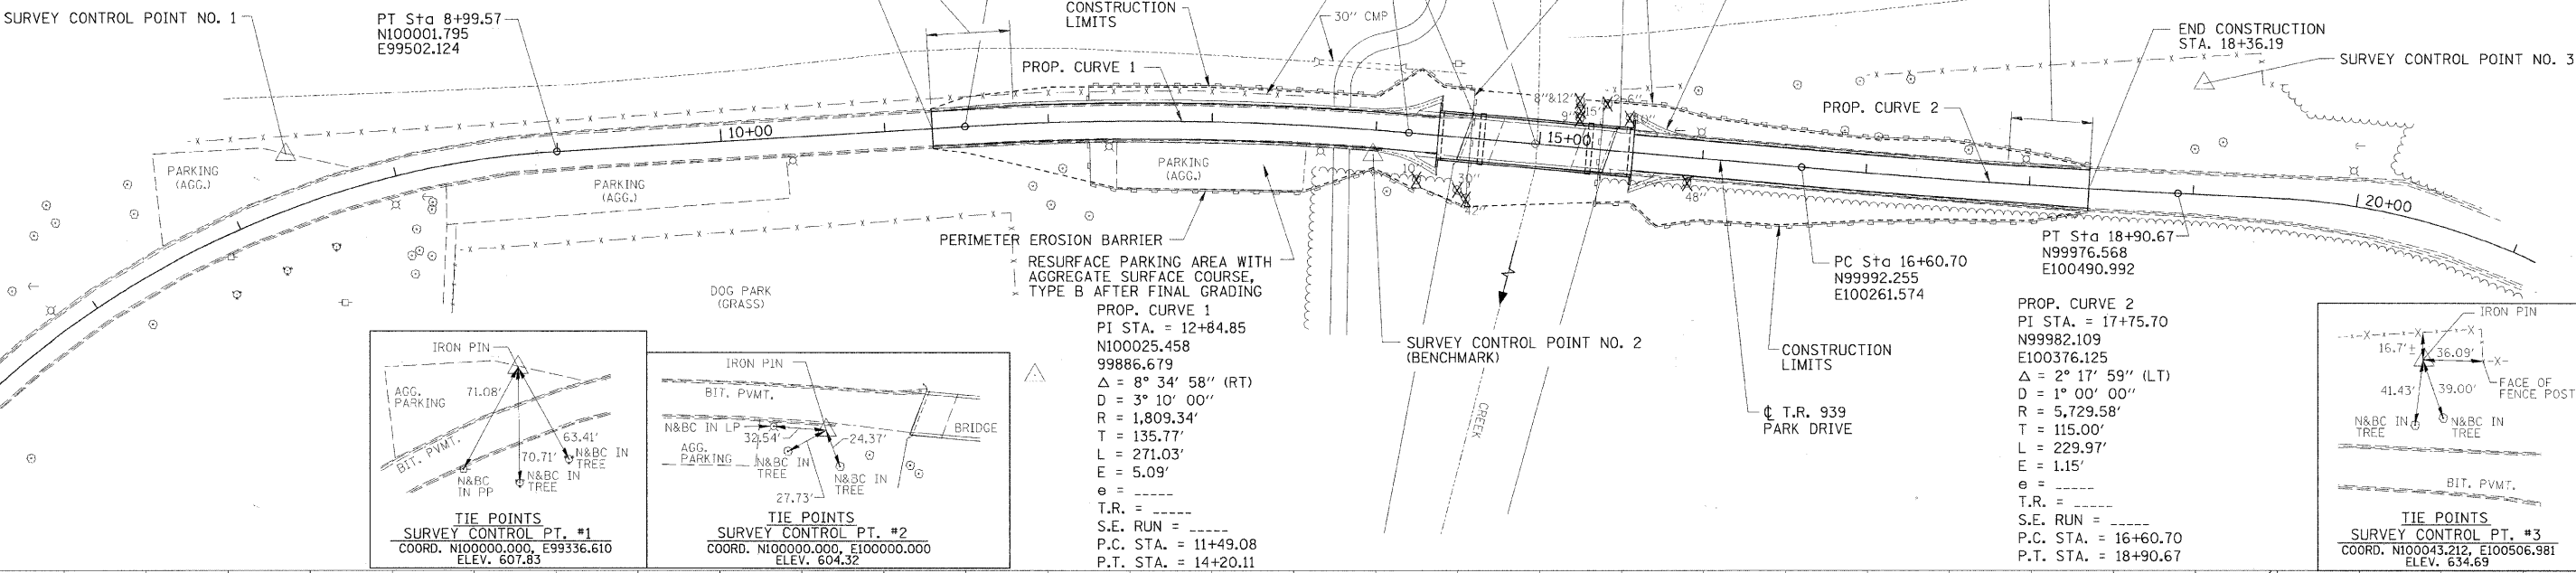 SURVEY CONTROL POINT NO. 1
PT Sta 8+99.57
N100001.795
E99502.124
CONSTRUCTION
LIMITS
30" CMP
END CONSTRUCTION
STA. 18+36.19
SURVEY CONTROL POINT NO. 3
PROP. CURVE 1
PROP. CURVE 2
10+00
15+00
20+00
8"&12"
15"
9"
2-6"
10"
30"
42"
48"
PARKING
(AGG.)
PARKING
(AGG.)
PARKING
(AGG.)
PERIMETER EROSION BARRIER
RESURFACE PARKING AREA WITH
AGGREGATE SURFACE COURSE,
TYPE B AFTER FINAL GRADING
DOG PARK
(GRASS)
PROP. CURVE 1
PI STA. = 12+84.85
N100025.458
99886.679
Δ = 8° 34' 58" (RT)
D = 3° 10' 00"
R = 1,809.34'
T = 135.77'
L = 271.03'
E = 5.09'
e = _____
T.R. = _____
S.E. RUN = _____
P.C. STA. = 11+49.08
P.T. STA. = 14+20.11
SURVEY CONTROL POINT NO. 2
(BENCHMARK)
CREEK
CONSTRUCTION
LIMITS
℄ T.R. 939
PARK DRIVE
PC Sta 16+60.70
N99992.255
E100261.574
PT Sta 18+90.67
N99976.568
E100490.992
PROP. CURVE 2
PI STA. = 17+75.70
N99982.109
E100376.125
Δ = 2° 17' 59" (LT)
D = 1° 00' 00"
R = 5,729.58'
T = 115.00'
L = 229.97'
E = 1.15'
e = _____
T.R. = _____
S.E. RUN = _____
P.C. STA. = 16+60.70
P.T. STA. = 18+90.67
IRON PIN
AGG.
PARKING
71.08'
BIT. PVMT.
63.41'
70.71'
N&BC
IN PP
N&BC IN
TREE
N&BC IN
TREE
TIE POINTS
SURVEY CONTROL PT. #1
COORD. N100000.000, E99336.610
ELEV. 607.83
IRON PIN
BIT. PVMT.
N&BC IN LP
32.54'
24.37'
BRIDGE
AGG.
PARKING
N&BC IN
TREE
N&BC IN
TREE
27.73'
TIE POINTS
SURVEY CONTROL PT. #2
COORD. N100000.000, E100000.000
ELEV. 604.32
IRON PIN
16.7'±
36.09'
FACE OF
FENCE POST
41.43'
39.00'
N&BC IN
TREE
N&BC IN
TREE
BIT. PVMT.
TIE POINTS
SURVEY CONTROL PT. #3
COORD. N100043.212, E100506.981
ELEV. 634.69